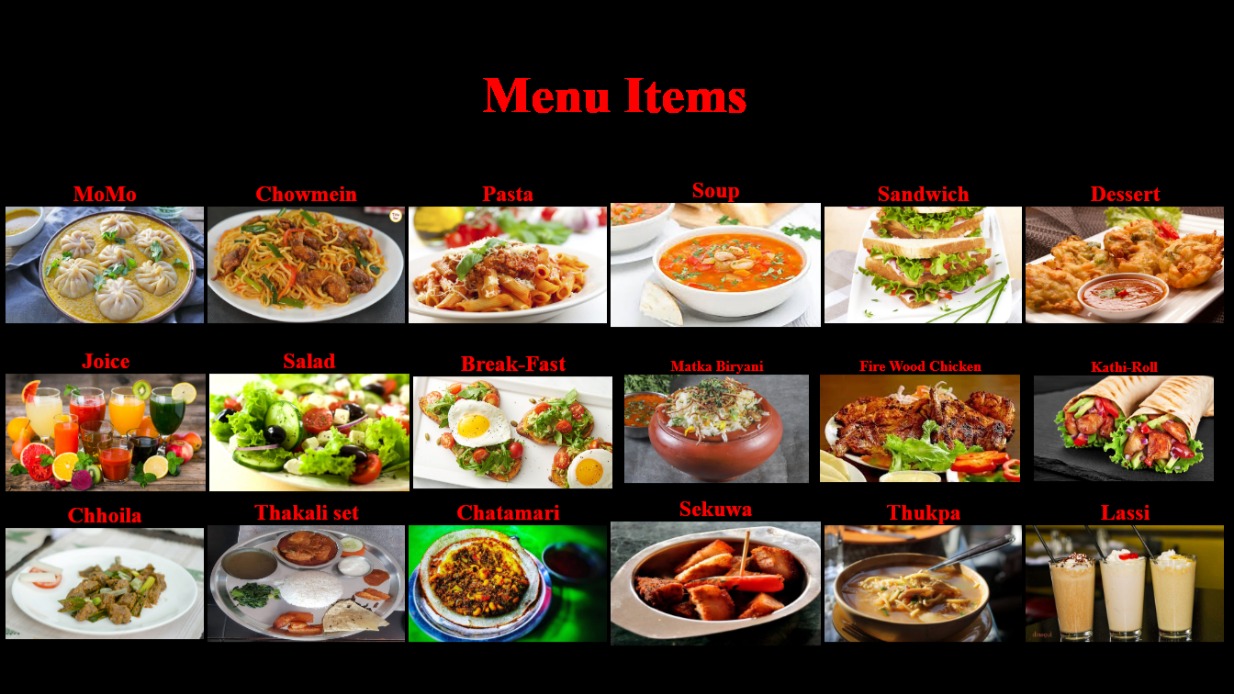 Menu Items
MoMo
Chowmein
Pasta
Soup
Sandwich
Dessert
Joice
Salad
Break-Fast
Matka Biryani
Fire Wood Chicken
Kathi-Roll
Chhoila
Thakali set
Chatamari
Sekuwa
Thukpa
Lassi